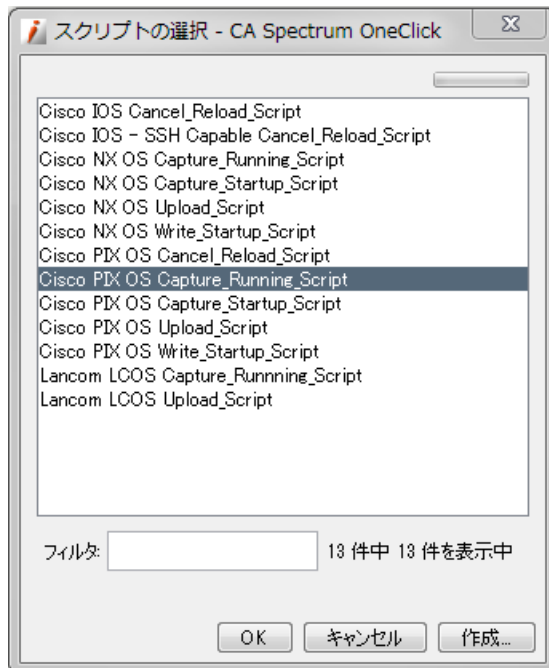 スクリプトの選択 - CA Spectrum OneClick
Cisco IOS Cancel_Reload_Script
Cisco IOS - SSH Capable Cancel_Reload_Script
Cisco NX OS Capture_Running_Script
Cisco NX OS Capture_Startup_Script
Cisco NX OS Upload_Script
Cisco NX OS Write_Startup_Script
Cisco PIX OS Cancel_Reload_Script
Cisco PIX OS Capture_Running_Script
Cisco PIX OS Capture_Startup_Script
Cisco PIX OS Upload_Script
Cisco PIX OS Write_Startup_Script
Lancom LCOS Capture_Runnning_Script
Lancom LCOS Upload_Script
フィルタ: 13 件中 13 件を表示中
OK キャンセル 作成...